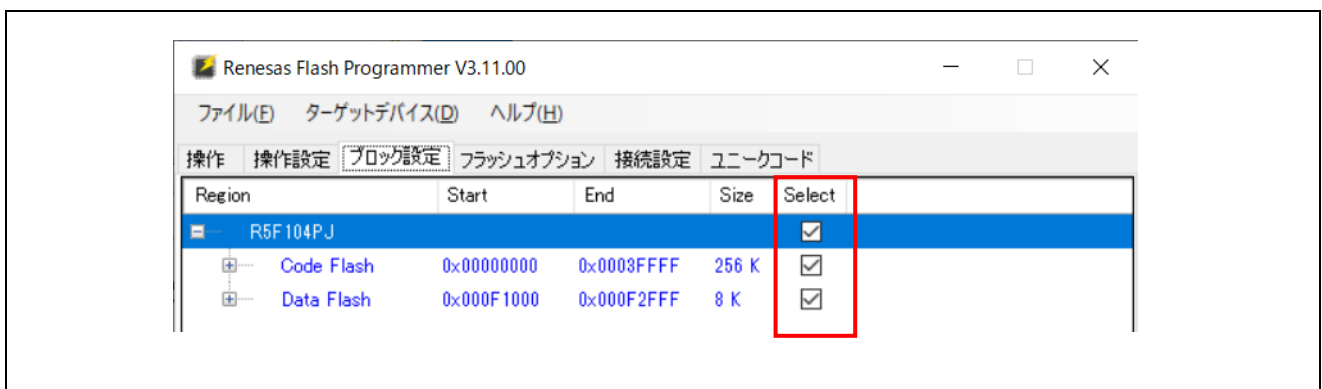 Renesas Flash Programmer V3.11.00
ファイル(F) ターゲットデバイス(D) ヘルプ(H)
操作 操作設定 ブロック設定 フラッシュオプション 接続設定 ユニークコード
Region Start End Size Select
R5F104PJ
Code Flash 0x00000000 0x0003FFFF 256 K
Data Flash 0x000F1000 0x000F2FFF 8 K